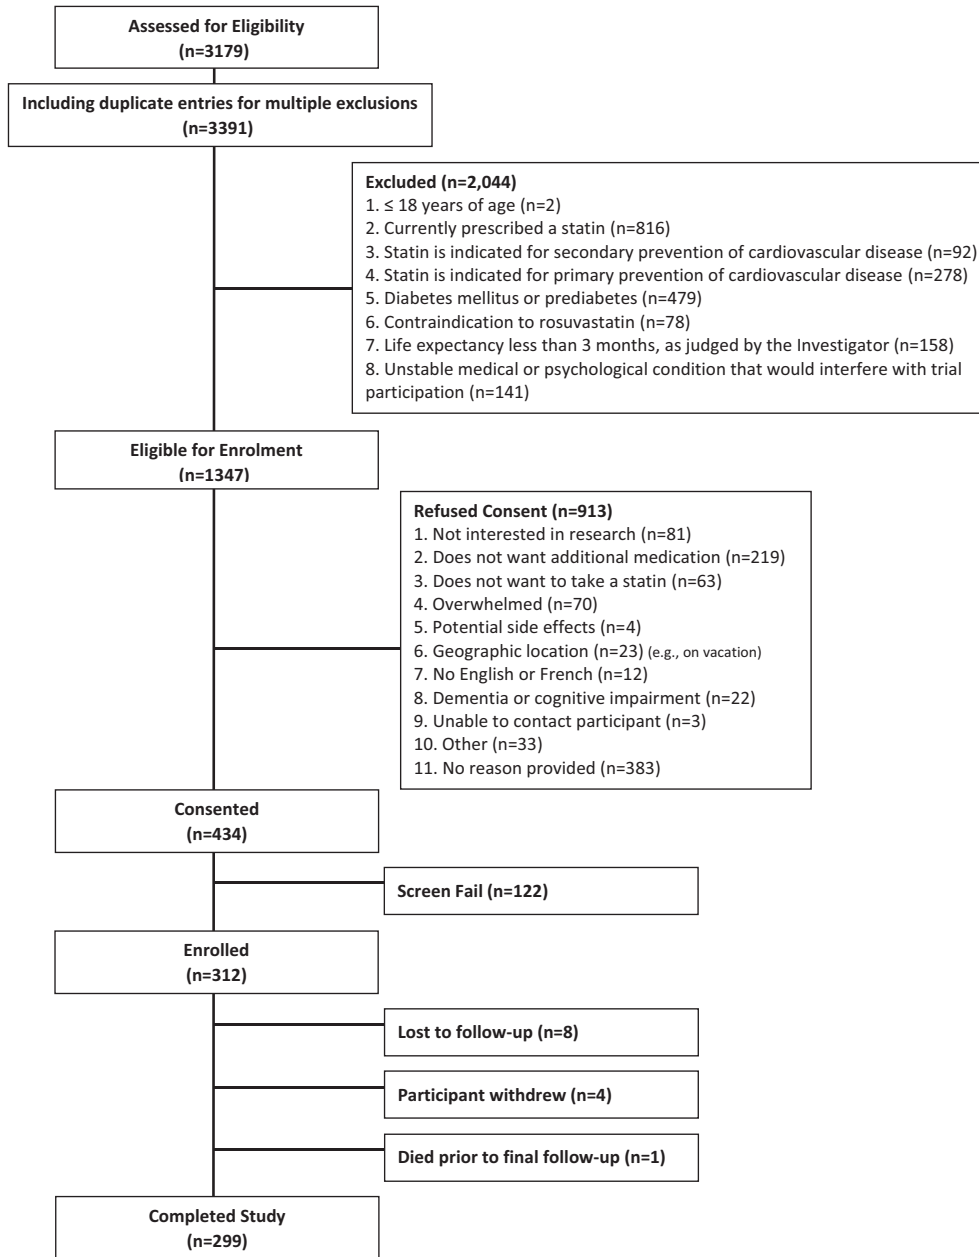 Assessed for Eligibility
(n=3179)
Including duplicate entries for multiple exclusions
(n=3391)
Excluded (n=2,044)
1. ≤ 18 years of age (n=2)
2. Currently prescribed a statin (n=816)
3. Statin is indicated for secondary prevention of cardiovascular disease (n=92)
4. Statin is indicated for primary prevention of cardiovascular disease (n=278)
5. Diabetes mellitus or prediabetes (n=479)
6. Contraindication to rosuvastatin (n=78)
7. Life expectancy less than 3 months, as judged by the Investigator (n=158)
8. Unstable medical or psychological condition that would interfere with trial
participation (n=141)
Eligible for Enrolment
(n=1347)
Refused Consent (n=913)
1. Not interested in research (n=81)
2. Does not want additional medication (n=219)
3. Does not want to take a statin (n=63)
4. Overwhelmed (n=70)
5. Potential side effects (n=4)
6. Geographic location (n=23) (e.g., on vacation)
7. No English or French (n=12)
8. Dementia or cognitive impairment (n=22)
9. Unable to contact participant (n=3)
10. Other (n=33)
11. No reason provided (n=383)
Consented
(n=434)
Screen Fail (n=122)
Enrolled
(n=312)
Lost to follow-up (n=8)
Participant withdrew (n=4)
Died prior to final follow-up (n=1)
Completed Study
(n=299)